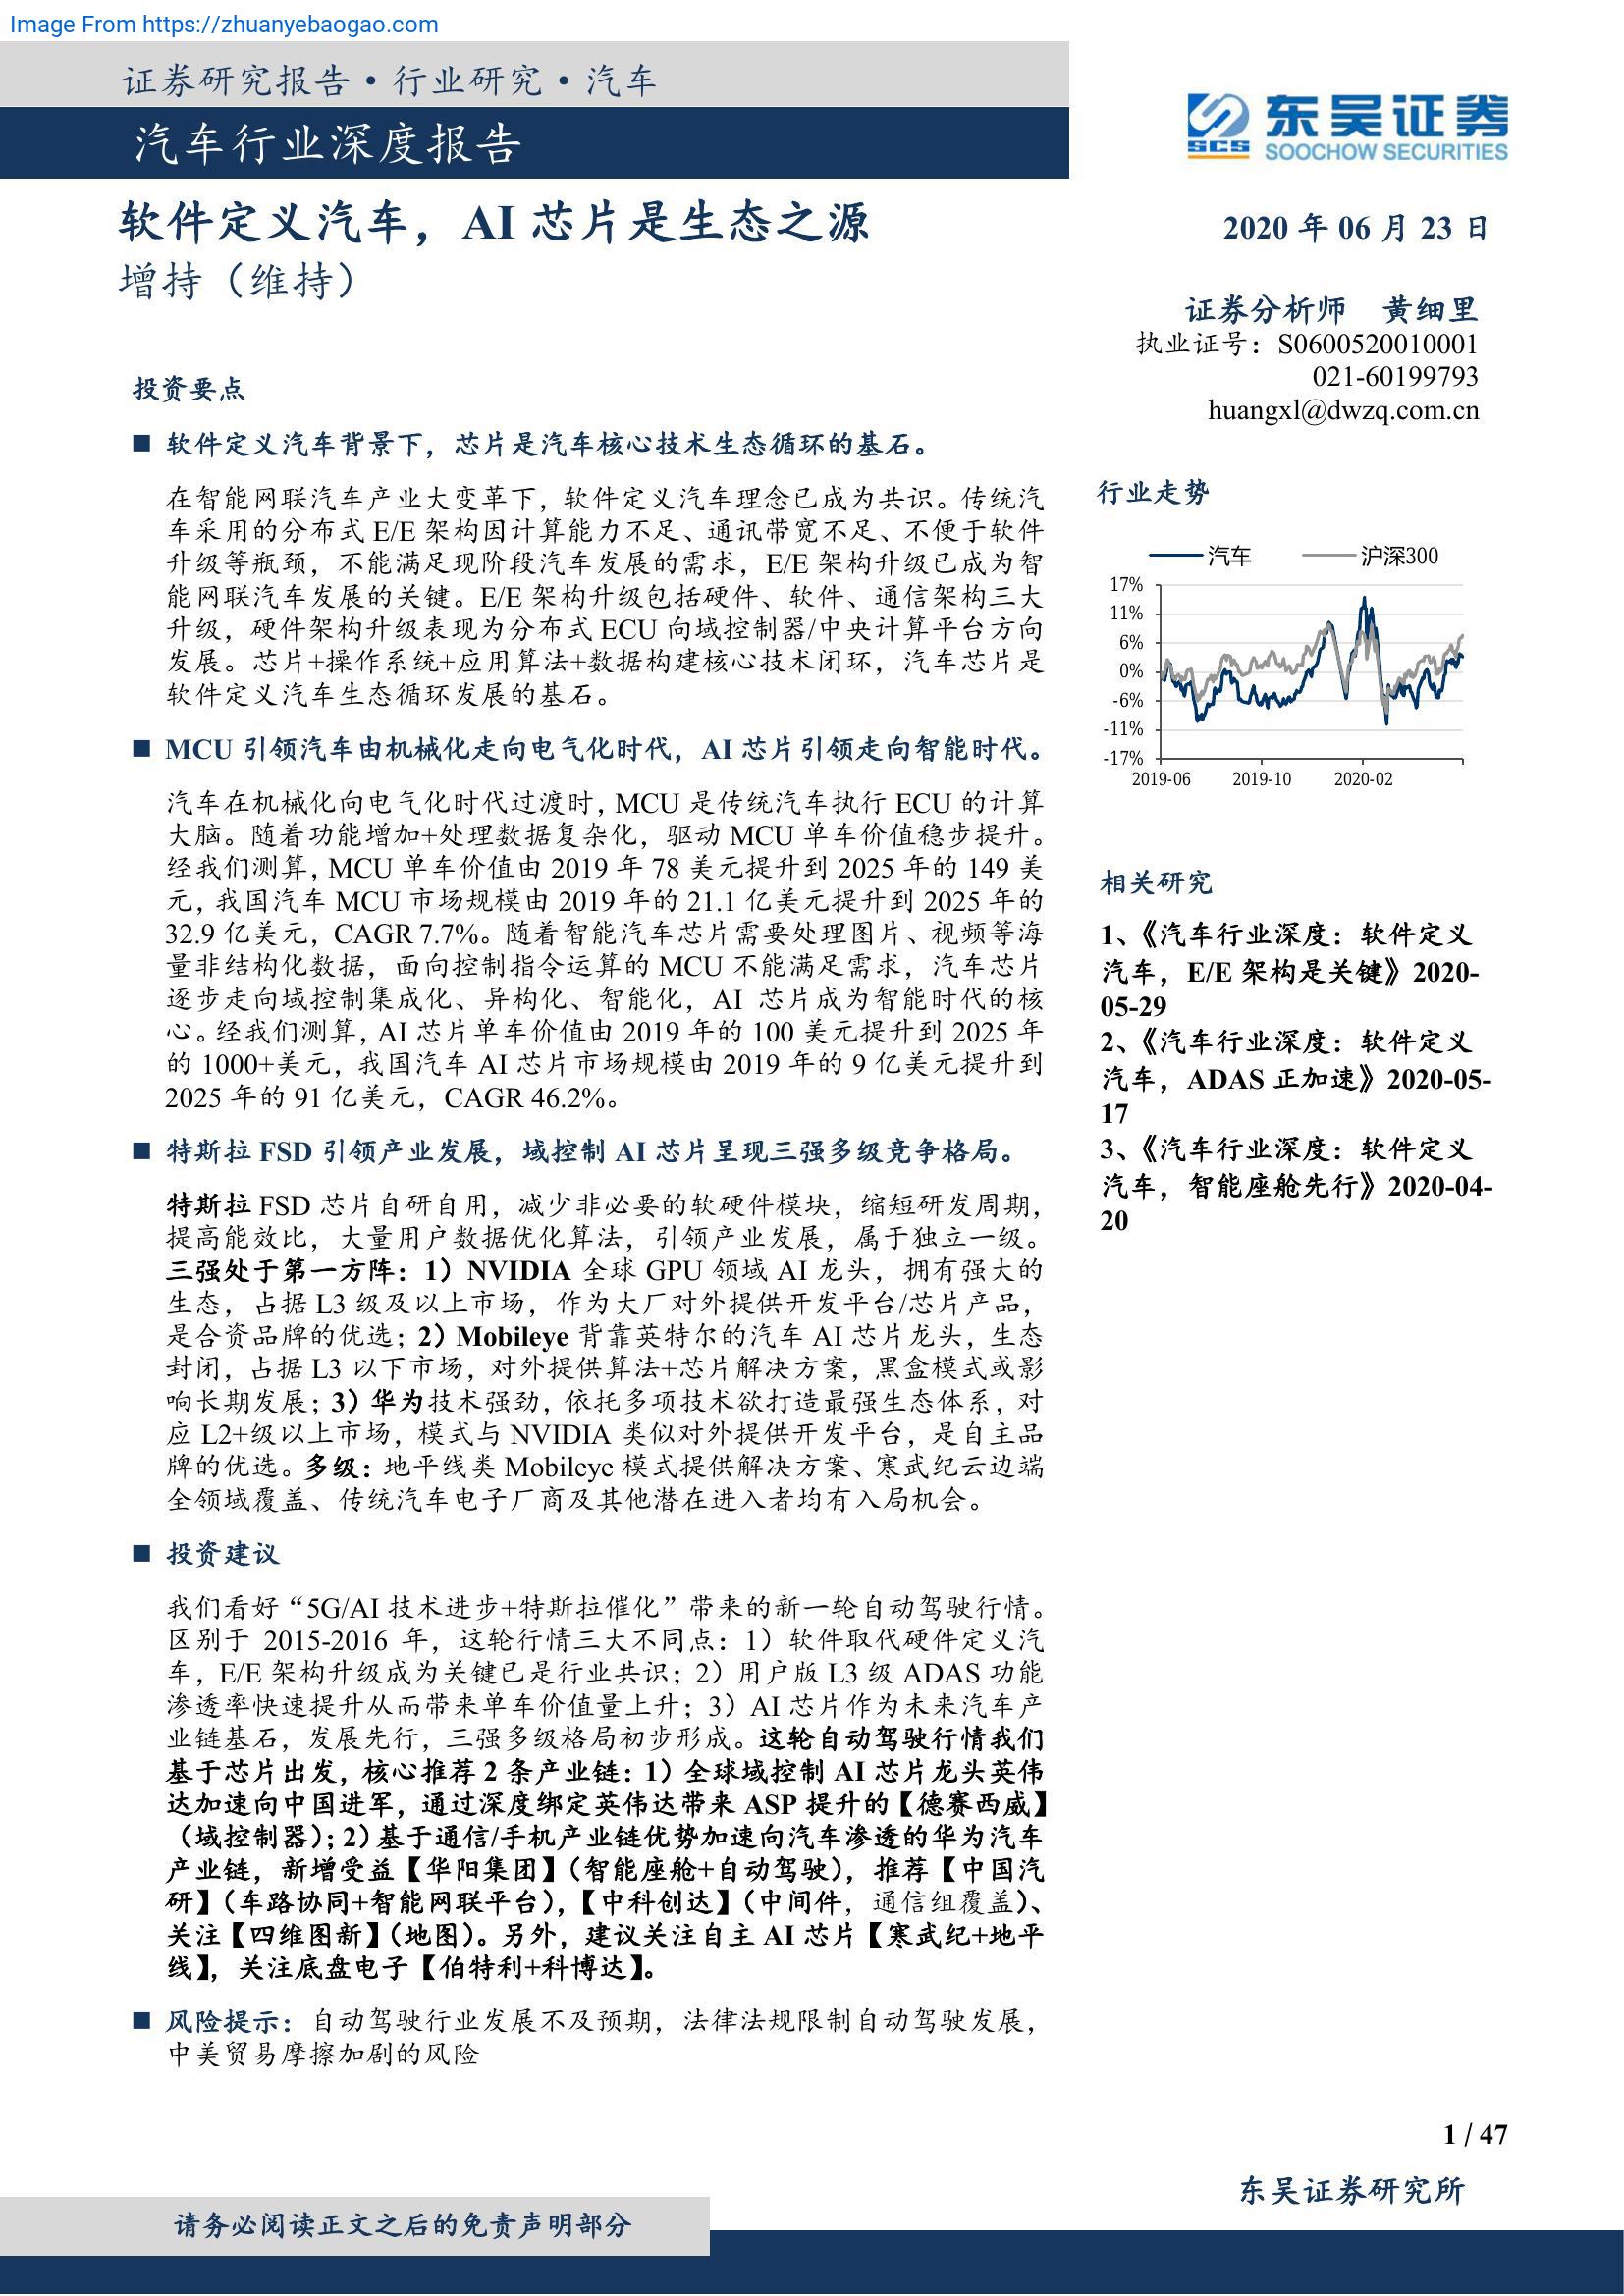 Image From https://zhuanyebaogao.com
证券研究报告·行业研究·汽车
汽车行业深度报告
东吴证券
SCS
SOOCHOW SECURITIES
软件定义汽车，AI 芯片是生态之源
增持（维持）
2020 年 06 月 23 日
证券分析师 黄细里
执业证号：S0600520010001
021-60199793
huangxl@dwzq.com.cn
投资要点
■ 软件定义汽车背景下，芯片是汽车核心技术生态循环的基石。
在智能网联汽车产业大变革下，软件定义汽车理念已成为共识。传统汽
车采用的分布式 E/E 架构因计算能力不足、通讯带宽不足、不便于软件
升级等瓶颈，不能满足现阶段汽车发展的需求，E/E 架构升级已成为智
能网联汽车发展的关键。E/E 架构升级包括硬件、软件、通信架构三大
升级，硬件架构升级表现为分布式 ECU 向域控制器/中央计算平台方向
发展。芯片+操作系统+应用算法+数据构建核心技术闭环，汽车芯片是
软件定义汽车生态循环发展的基石。
■ MCU 引领汽车由机械化走向电气化时代，AI 芯片引领走向智能时代。
汽车在机械化向电气化时代过渡时，MCU 是传统汽车执行 ECU 的计算
大脑。随着功能增加+处理数据复杂化，驱动 MCU 单车价值稳步提升。
经我们测算，MCU 单车价值由 2019 年 78 美元提升到 2025 年的 149 美
元，我国汽车 MCU 市场规模由 2019 年的 21.1 亿美元提升到 2025 年的
32.9 亿美元，CAGR 7.7%。随着智能汽车芯片需要处理图片、视频等海
量非结构化数据，面向控制指令运算的 MCU 不能满足需求，汽车芯片
逐步走向域控制集成化、异构化、智能化，AI 芯片成为智能时代的核
心。经我们测算，AI 芯片单车价值由 2019 年的 100 美元提升到 2025 年
的 1000+美元，我国汽车 AI 芯片市场规模由 2019 年的 9 亿美元提升到
2025 年的 91 亿美元，CAGR 46.2%。
■ 特斯拉 FSD 引领产业发展，域控制 AI 芯片呈现三强多级竞争格局。
特斯拉 FSD 芯片自研自用，减少非必要的软硬件模块，缩短研发周期，
提高能效比，大量用户数据优化算法，引领产业发展，属于独立一级。
三强处于第一方阵：1）NVIDIA 全球 GPU 领域 AI 龙头，拥有强大的
生态，占据 L3 级及以上市场，作为大厂对外提供开发平台/芯片产品，
是合资品牌的优选；2）Mobileye 背靠英特尔的汽车 AI 芯片龙头，生态
封闭，占据 L3 以下市场，对外提供算法+芯片解决方案，黑盒模式或影
响长期发展；3）华为技术强劲，依托多项技术欲打造最强生态体系，对
应 L2+级以上市场，模式与 NVIDIA 类似对外提供开发平台，是自主品
牌的优选。多级：地平线类 Mobileye 模式提供解决方案、寒武纪云边端
全领域覆盖、传统汽车电子厂商及其他潜在进入者均有入局机会。
■ 投资建议
我们看好“5G/AI 技术进步+特斯拉催化”带来的新一轮自动驾驶行情。
区别于 2015-2016 年，这轮行情三大不同点：1）软件取代硬件定义汽
车，E/E 架构升级成为关键已是行业共识；2）用户版 L3 级 ADAS 功能
渗透率快速提升从而带来单车价值量上升；3）AI 芯片作为未来汽车产
业链基石，发展先行，三强多级格局初步形成。这轮自动驾驶行情我们
基于芯片出发，核心推荐 2 条产业链：1）全球域控制 AI 芯片龙头英伟
达加速向中国进军，通过深度绑定英伟达带来 ASP 提升的【德赛西威】
（域控制器）；2）基于通信/手机产业链优势加速向汽车渗透的华为汽车
产业链，新增受益【华阳集团】（智能座舱+自动驾驶），推荐【中国汽
研】（车路协同+智能网联平台），【中科创达】（中间件，通信组覆盖）、
关注【四维图新】（地图）。另外，建议关注自主 AI 芯片【寒武纪+地平
线】，关注底盘电子【伯特利+科博达】。
■ 风险提示：自动驾驶行业发展不及预期，法律法规限制自动驾驶发展，
中美贸易摩擦加剧的风险
行业走势
汽车 沪深300
17%
11%
6%
0%
-6%
-11%
-17%
2019-06 2019-10 2020-02
相关研究
1、《汽车行业深度：软件定义
汽车，E/E 架构是关键》2020-
05-29
2、《汽车行业深度：软件定义
汽车，ADAS 正加速》2020-05-
17
3、《汽车行业深度：软件定义
汽车，智能座舱先行》2020-04-
20
1 / 47
东吴证券研究所
请务必阅读正文之后的免责声明部分